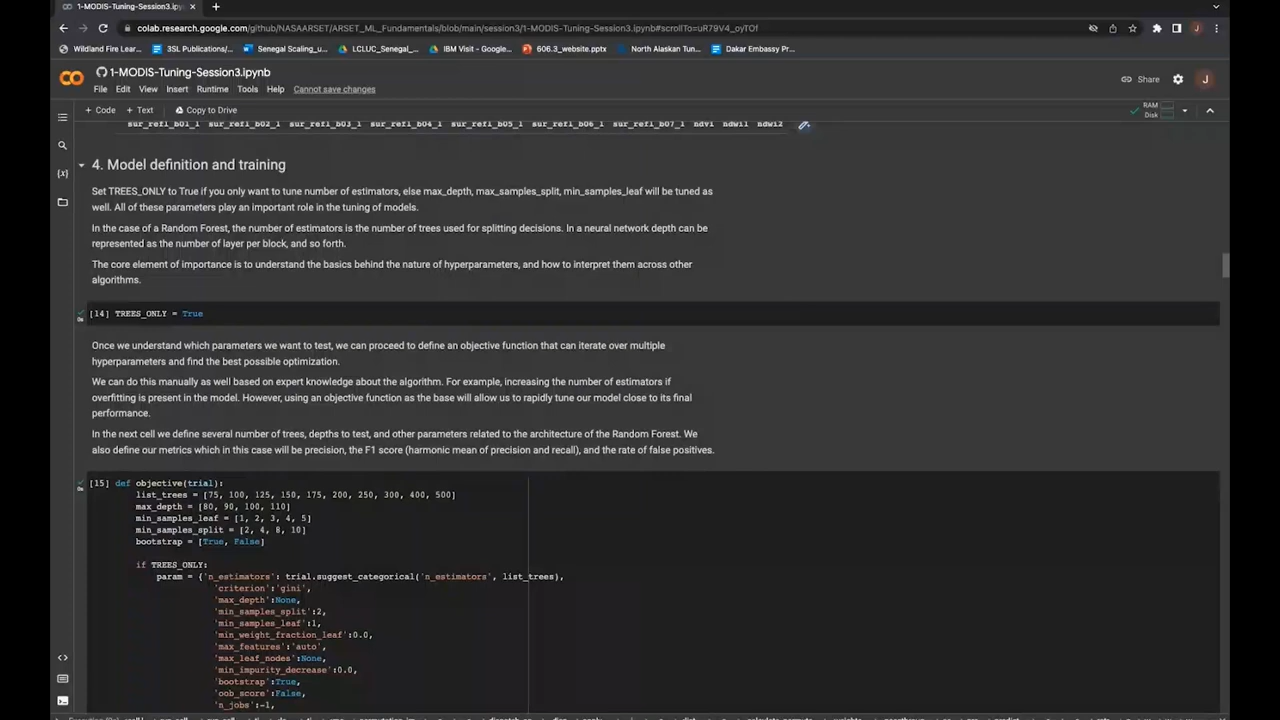 1-MODIS-Tuning-Session3.ipynb
colab.research.google.com/github/NASAARSET/ARSET_ML_Fundamentals/blob/main/session3/1-MODIS-Tuning-Session3.ipynb#scrollTo=uR79V4_oyTOf
Wildland Fire Lear... 3SL Publications/... Senegal Scaling_u... LCLUC_Senegal_... IBM Visit - Google... 606.3_website.pptx North Alaskan Tun... Dakar Embassy Pr...
1-MODIS-Tuning-Session3.ipynb
File Edit View Insert Runtime Tools Help Cannot save changes
Share
J
+ Code + Text Copy to Drive
RAM
Disk
sur_refl_b01_1 sur_refl_b02_1 sur_refl_b03_1 sur_refl_b04_1 sur_refl_b05_1 sur_refl_b06_1 sur_refl_b07_1 ndvi ndwi1 ndwi2
4. Model definition and training
Set TREES_ONLY to True if you only want to tune number of estimators, else max_depth, max_samples_split, min_samples_leaf will be tuned as
well. All of these parameters play an important role in the tuning of models.
In the case of a Random Forest, the number of estimators is the number of trees used for splitting decisions. In a neural network depth can be
represented as the number of layer per block, and so forth.
The core element of importance is to understand the basics behind the nature of hyperparameters, and how to interpret them across other
algorithms.
[14] TREES_ONLY = True
0s
Once we understand which parameters we want to test, we can proceed to define an objective function that can iterate over multiple
hyperparameters and find the best possible optimization.
We can do this manually as well based on expert knowledge about the algorithm. For example, increasing the number of estimators if
overfitting is present in the model. However, using an objective function as the base will allow us to rapidly tune our model close to its final
performance.
In the next cell we define several number of trees, depths to test, and other parameters related to the architecture of the Random Forest. We
also define our metrics which in this case will be precision, the F1 score (harmonic mean of precision and recall), and the rate of false positives.
[15] def objective(trial):
0s
list_trees = [75, 100, 125, 150, 175, 200, 250, 300, 400, 500]
max_depth = [80, 90, 100, 110]
min_samples_leaf = [1, 2, 3, 4, 5]
min_samples_split = [2, 4, 8, 10]
bootstrap = [True, False]
if TREES_ONLY:
param = {'n_estimators': trial.suggest_categorical('n_estimators', list_trees),
'criterion':'gini',
'max_depth':None,
'min_samples_split':2,
'min_samples_leaf':1,
'min_weight_fraction_leaf':0.0,
'max_features':'auto',
'max_leaf_nodes':None,
'min_impurity_decrease':0.0,
'bootstrap':True,
'oob_score':False,
'n_jobs':-1,